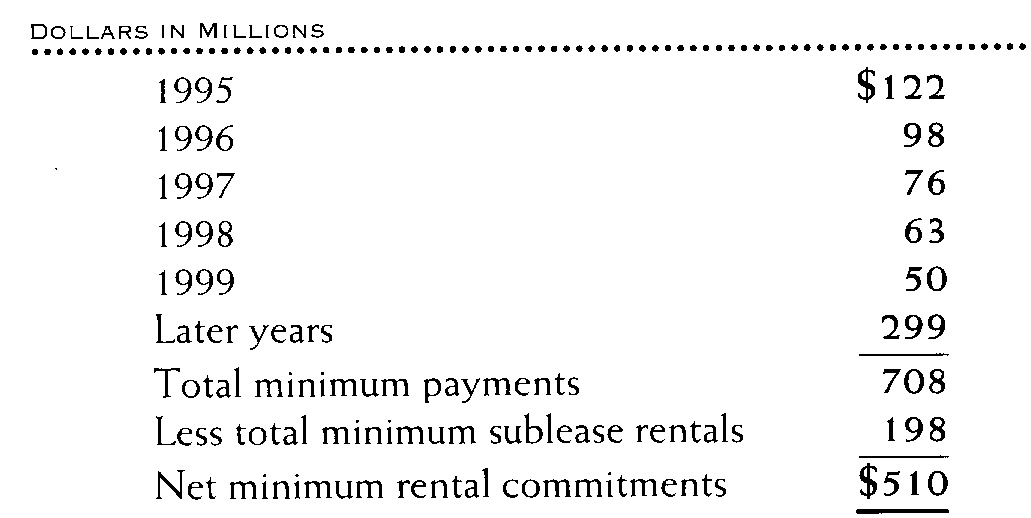 DOLLARS IN MILLIONS
1995 $122
1996 98
1997 76
1998 63
1999 50
Later years 299
Total minimum payments 708
Less total minimum sublease rentals 198
Net minimum rental commitments $510